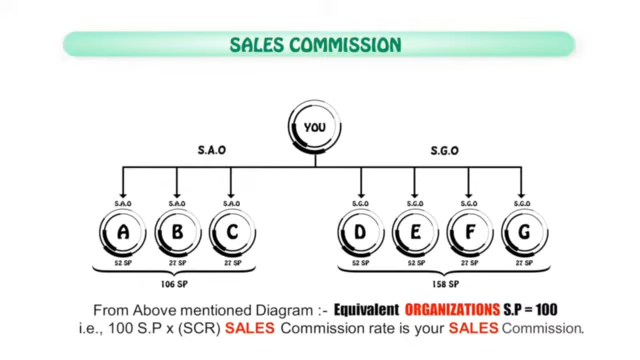 SALES COMMISSION
YOU
S.A.O S.G.O
S.A.O S.A.O S.A.O S.G.O S.G.O S.G.O S.G.O
A B C D E F G
52 SP 27 SP 27 SP 52 SP 52 SP 27 SP 27 SP
106 SP 158 SP
From Above mentioned Diagram :- Equivalent ORGANIZATIONS S.P = 100
i.e., 100 S.P x (SCR) SALES Commission rate is your SALES Commission.